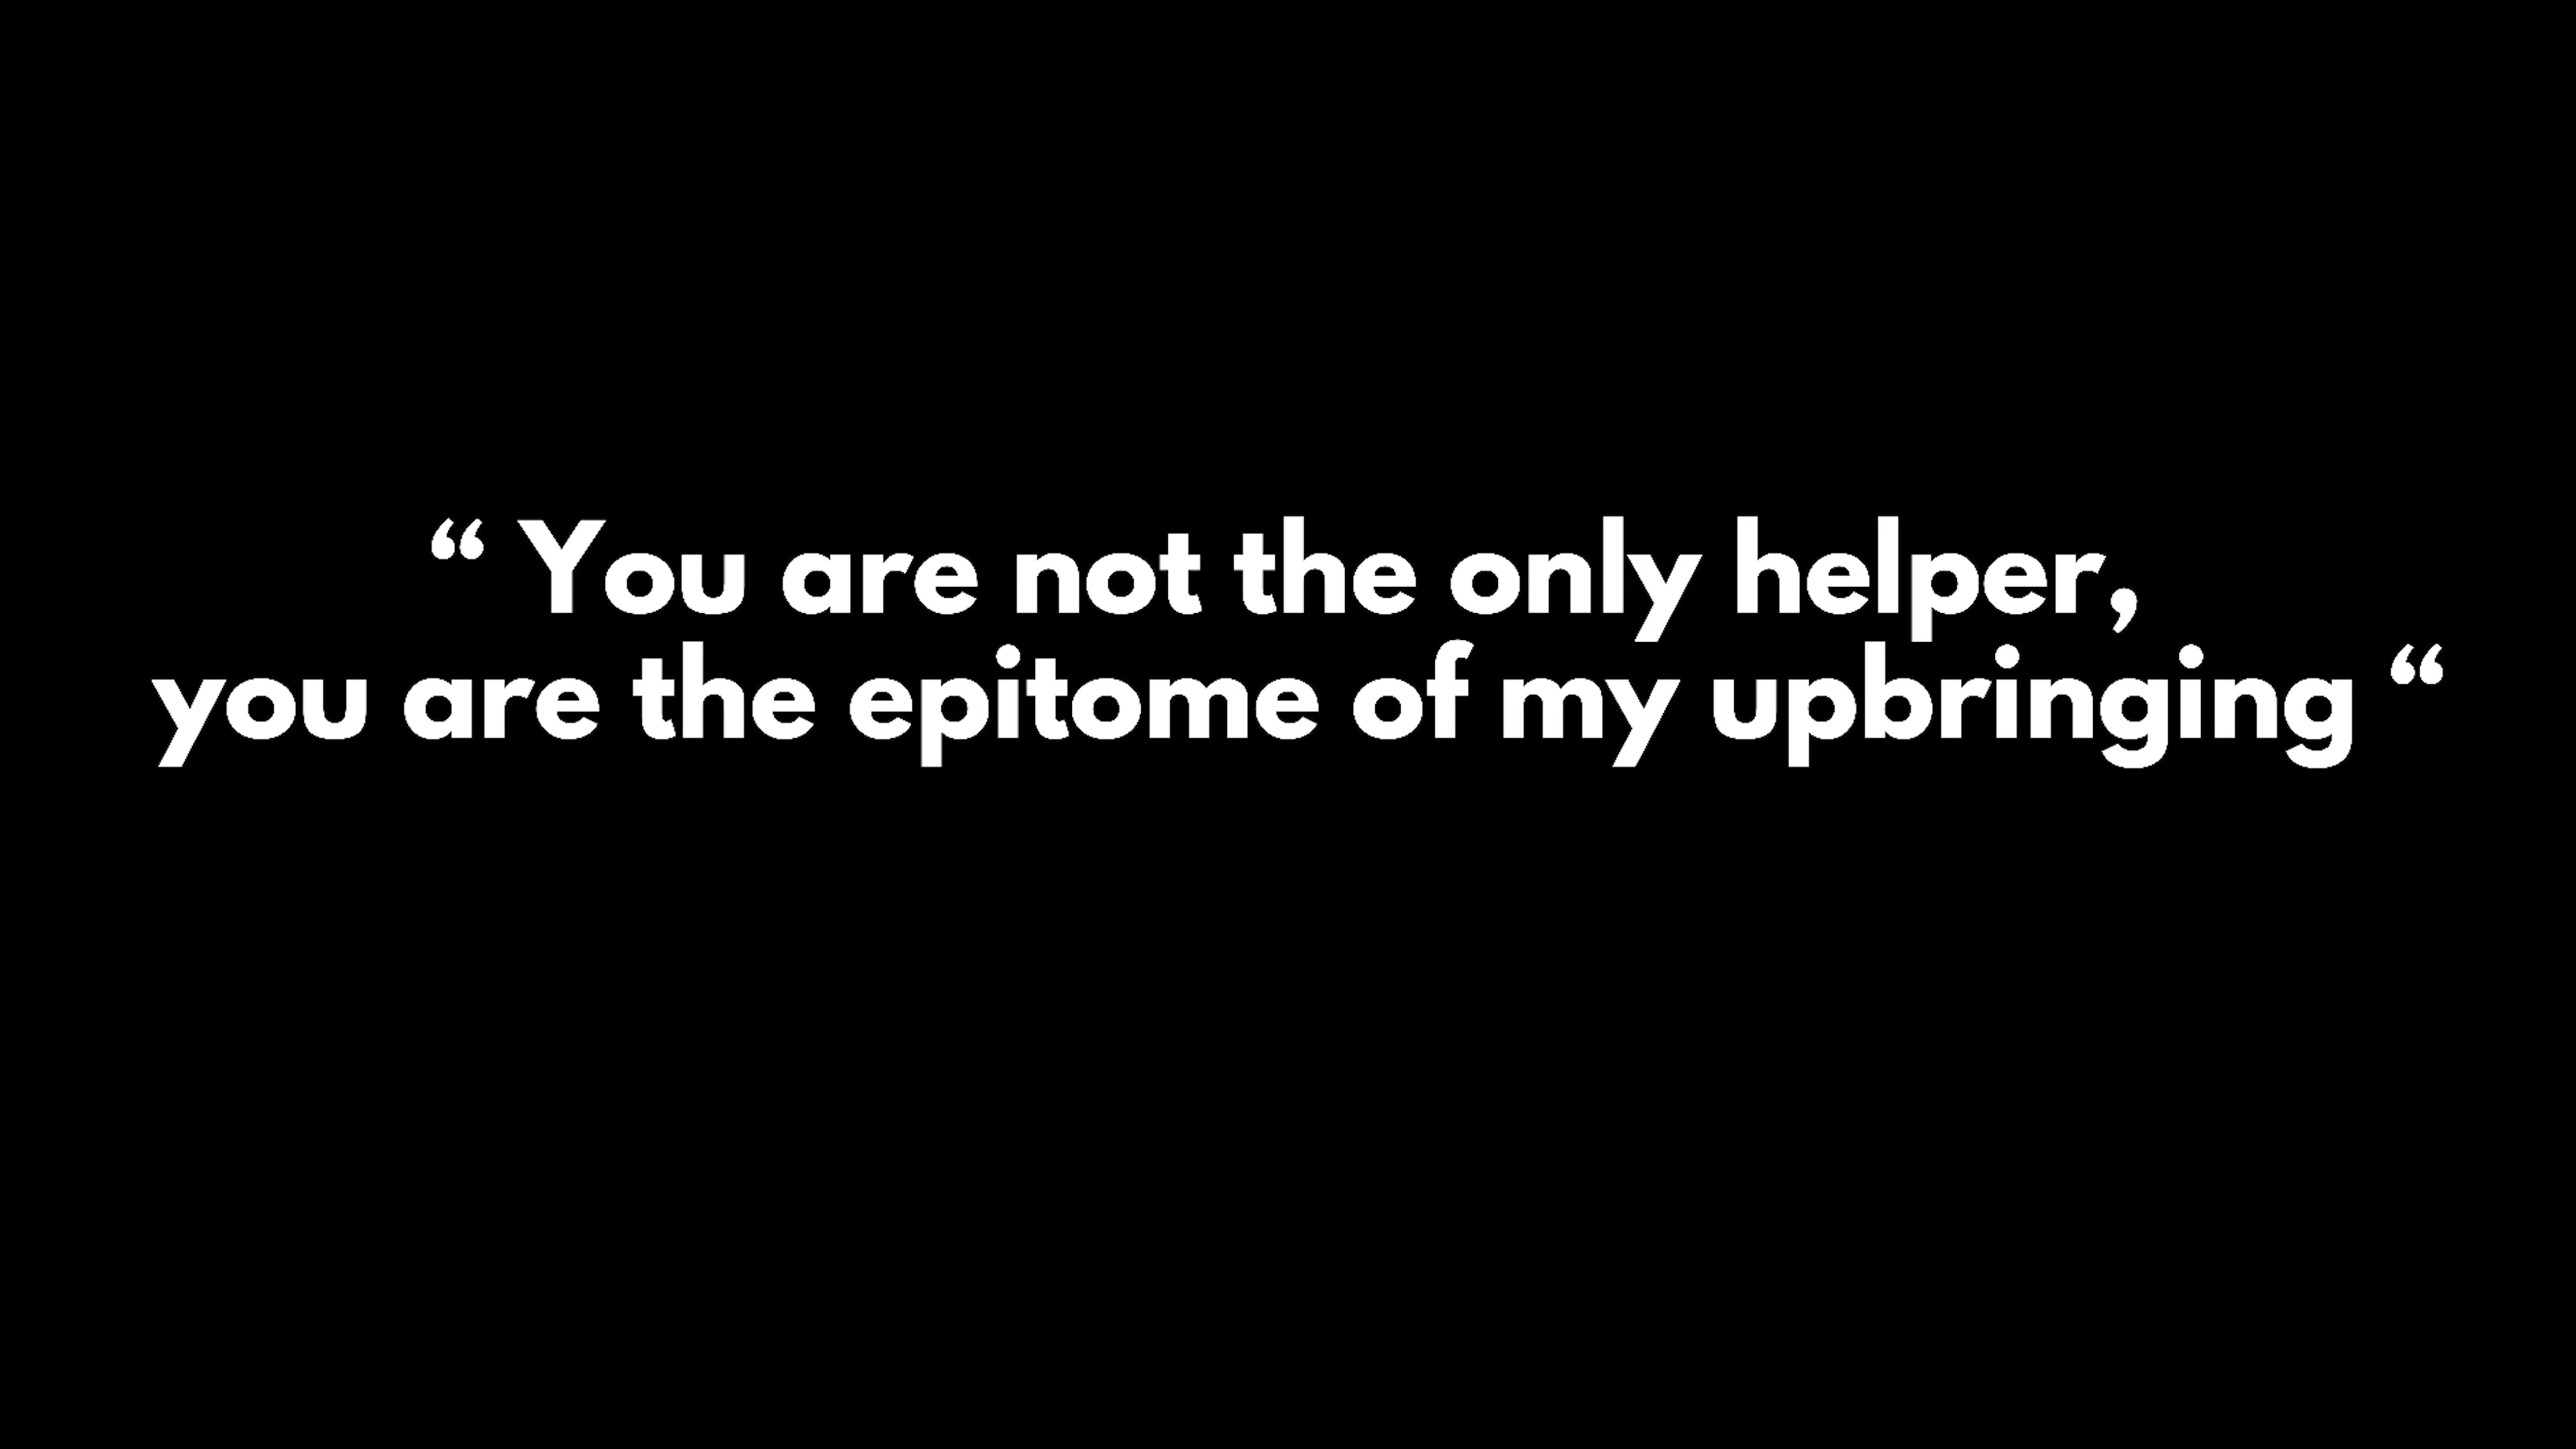 “ You are not the only helper,
you are the epitome of my upbringing “